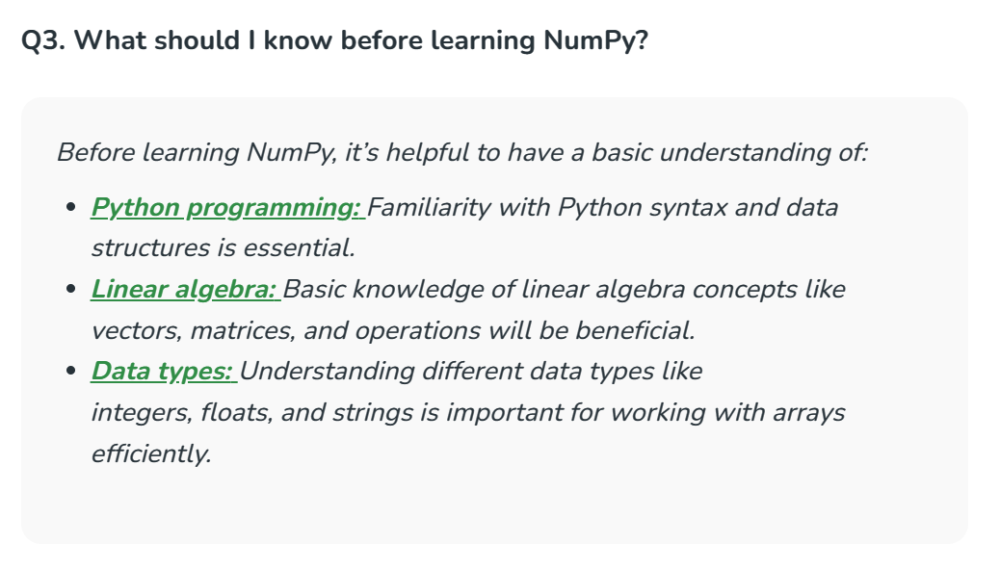 Q3. What should I know before learning NumPy?
Before learning NumPy, it’s helpful to have a basic understanding of:
• Python programming: Familiarity with Python syntax and data
structures is essential.
• Linear algebra: Basic knowledge of linear algebra concepts like
vectors, matrices, and operations will be beneficial.
• Data types: Understanding different data types like
integers, floats, and strings is important for working with arrays
efficiently.